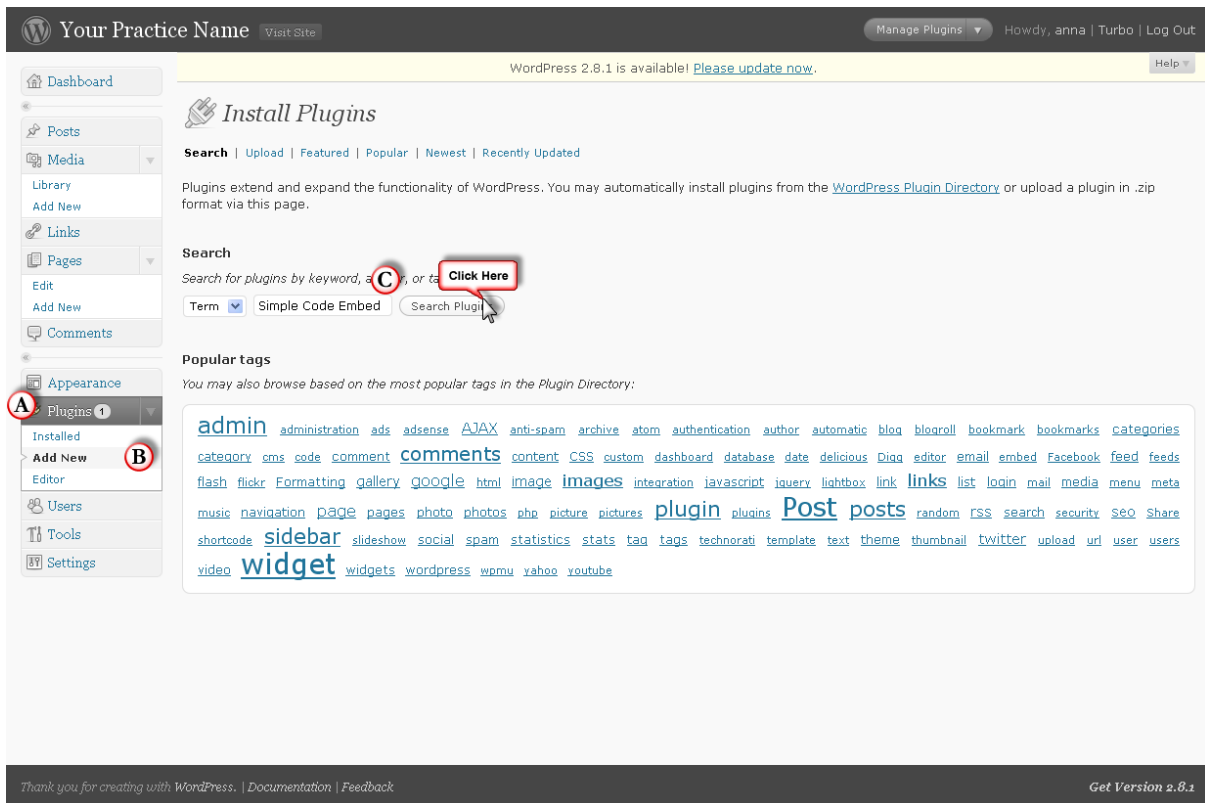 Your Practice Name Visit Site Manage Plugins Howdy, anna | Turbo | Log Out
WordPress 2.8.1 is available! Please update now. Help
Dashboard
Posts
Media
Library
Add New
Links
Pages
Edit
Add New
Comments
Appearance
A Plugins 1
Installed
Add New B
Editor
Users
Tools
Settings
Install Plugins
Search | Upload | Featured | Popular | Newest | Recently Updated
Plugins extend and expand the functionality of WordPress. You may automatically install plugins from the WordPress Plugin Directory or upload a plugin in .zip
format via this page.
Search
Search for plugins by keyword, C or ta Click Here
Term Simple Code Embed Search Plugin
Popular tags
You may also browse based on the most popular tags in the Plugin Directory:
admin administration ads adsense AJAX anti-spam archive atom authentication author automatic blog blogroll bookmark bookmarks categories
category cms code comment comments content CSS custom dashboard database date delicious Digg editor email embed Facebook feed feeds
flash flickr Formatting gallery google html image images integration javascript jquery lightbox link links list login mail media menu meta
music navigation page pages photo photos php picture pictures plugin plugins Post posts random rss search security seo Share
shortcode sidebar slideshow social spam statistics stats tag tags technorati template text theme thumbnail twitter upload url user users
video widget widgets wordpress wpmu yahoo youtube
Thank you for creating with WordPress. | Documentation | Feedback Get Version 2.8.1